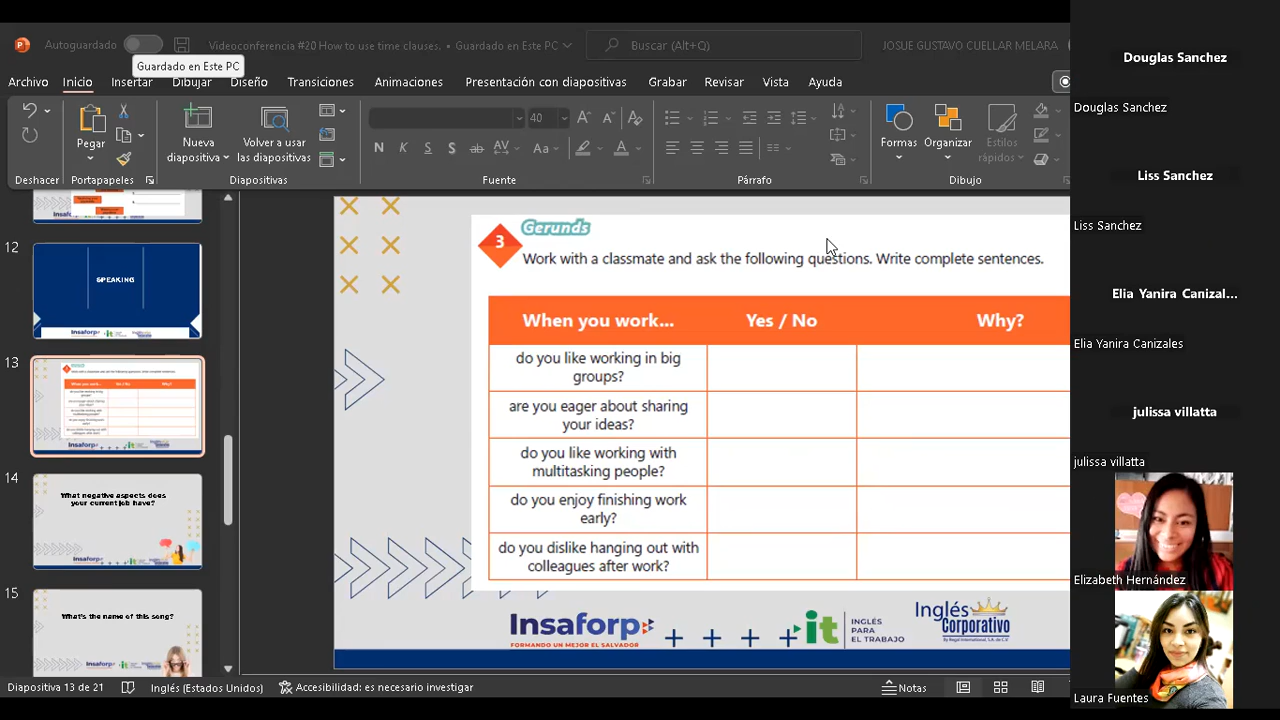 Autoguardado
Videoconferencia #20 How to use time clauses. • Guardado en Este PC
Buscar (Alt+Q)
JOSUE GUSTAVO CUELLAR MELARA
Guardado en Este PC
Archivo Inicio Insertar Dibujar Diseño Transiciones Animaciones Presentación con diapositivas Grabar Revisar Vista Ayuda
Pegar
Nueva diapositiva
Volver a usar las diapositivas
40
Formas
Organizar
Estilos rápidos
Deshacer Portapapeles Diapositivas Fuente Párrafo Dibujo
12
SPEAKING
13
14
What negative aspects does
your current job have?
15
What's the name of this song?
3
Gerunds
Work with a classmate and ask the following questions. Write complete sentences.
When you work... Yes / No Why?
do you like working in big
groups?
are you eager about sharing
your ideas?
do you like working with
multitasking people?
do you enjoy finishing work
early?
do you dislike hanging out with
colleagues after work?
Insaforp
FORMANDO UN MEJOR EL SALVADOR
it
INGLÉS
PARA
EL TRABAJO
Inglés
Corporativo
By Regal International, S.A. de C.V.
Diapositiva 13 de 21
Inglés (Estados Unidos)
Accesibilidad: es necesario investigar
Notas
Douglas Sanchez
Douglas Sanchez
Liss Sanchez
Liss Sanchez
Elia Yanira Canizal...
Elia Yanira Canizales
julissa villatta
julissa villatta
Elizabeth Hernández
Laura Fuentes